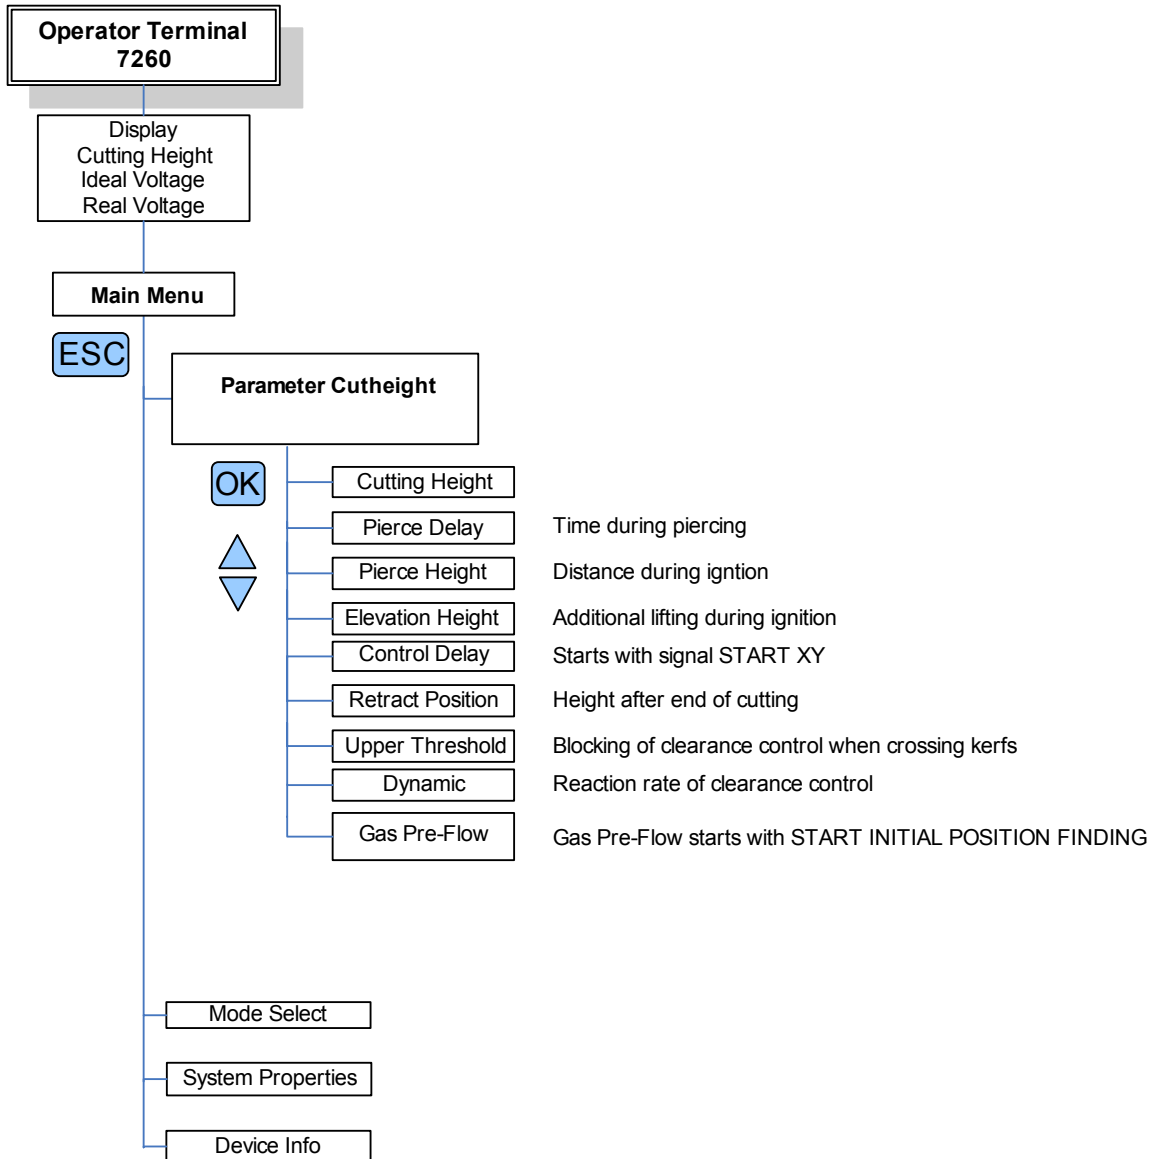 Operator Terminal
7260
Display
Cutting Height
Ideal Voltage
Real Voltage
Main Menu
ESC
Parameter Cutheight
OK
Cutting Height
Pierce Delay Time during piercing
Pierce Height Distance during igntion
Elevation Height Additional lifting during ignition
Control Delay Starts with signal START XY
Retract Position Height after end of cutting
Upper Threshold Blocking of clearance control when crossing kerfs
Dynamic Reaction rate of clearance control
Gas Pre-Flow Gas Pre-Flow starts with START INITIAL POSITION FINDING
Mode Select
System Properties
Device Info